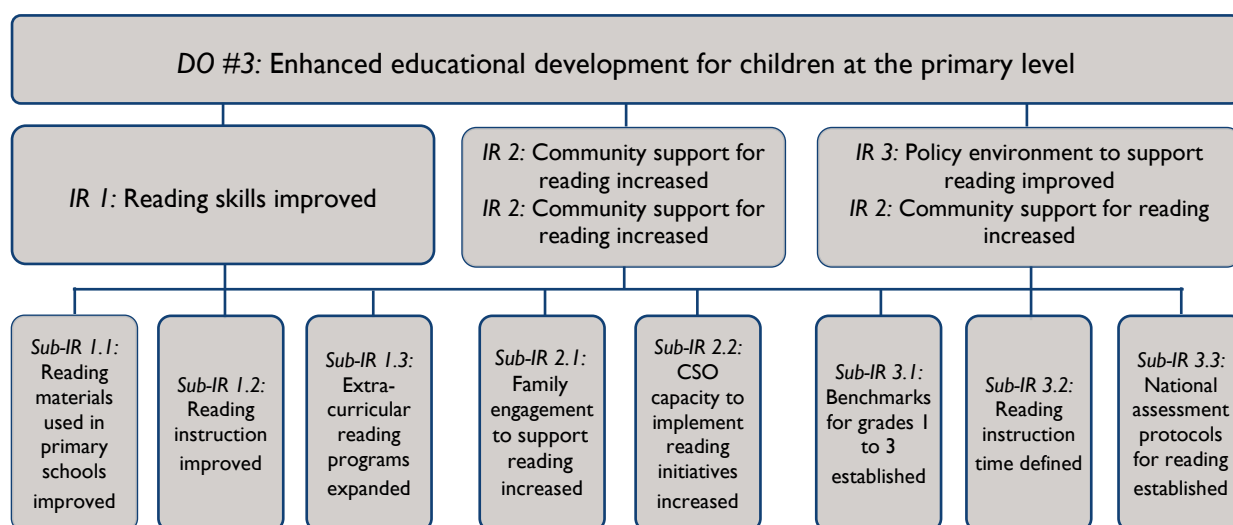 DO #3: Enhanced educational development for children at the primary level
IR 1: Reading skills improved
IR 2: Community support for
reading increased
IR 2: Community support for
reading increased
IR 3: Policy environment to support
reading improved
IR 2: Community support for reading
increased
Sub-IR 1.1:
Reading
materials
used in
primary
schools
improved
Sub-IR 1.2:
Reading
instruction
improved
Sub-IR 1.3:
Extra-
curricular
reading
programs
expanded
Sub-IR 2.1:
Family
engagement
to support
reading
increased
Sub-IR 2.2:
CSO
capacity to
implement
reading
initiatives
increased
Sub-IR 3.1:
Benchmarks
for grades 1
to 3
established
Sub-IR 3.2:
Reading
instruction
time defined
Sub-IR 3.3:
National
assessment
protocols
for reading
established